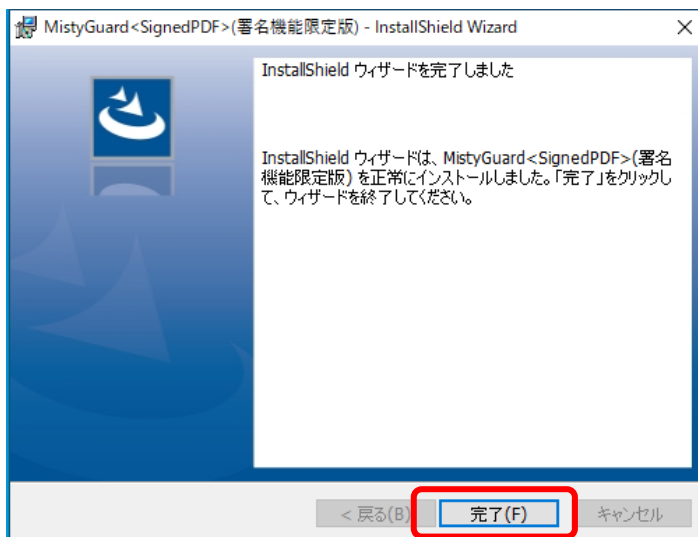 MistyGuard<SignedPDF>(署名機能限定版) - InstallShield Wizard
InstallShield ウィザードを完了しました
InstallShield ウィザードは、MistyGuard<SignedPDF>(署名
機能限定版) を正常にインストールしました。「完了」をクリックし
て、ウィザードを終了してください。
< 戻る(B) 完了(F) キャンセル